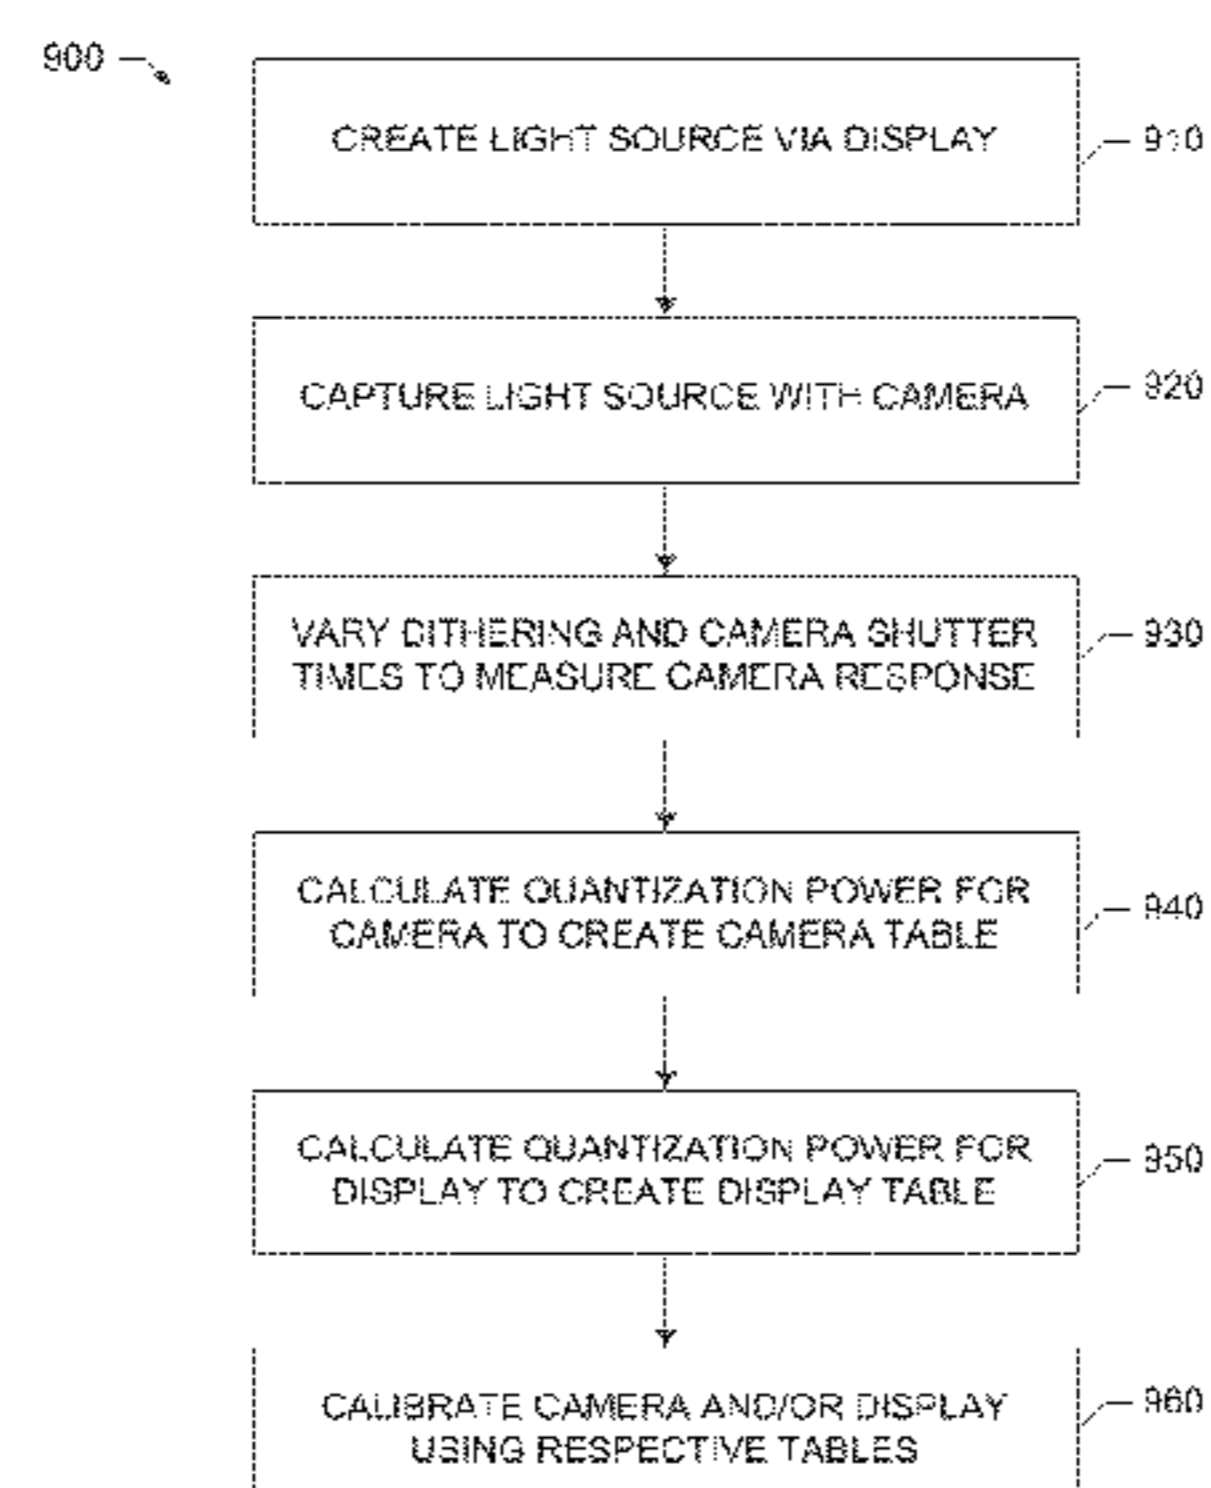 900
CREATE LIGHT SOURCE VIA DISPLAY
910
CAPTURE LIGHT SOURCE WITH CAMERA
920
VARY DITHERING AND CAMERA SHUTTER
TIMES TO MEASURE CAMERA RESPONSE
930
CALCULATE QUANTIZATION POWER FOR
CAMERA TO CREATE CAMERA TABLE
940
CALCULATE QUANTIZATION POWER FOR
DISPLAY TO CREATE DISPLAY TABLE
950
CALIBRATE CAMERA AND/OR DISPLAY
USING RESPECTIVE TABLES
960